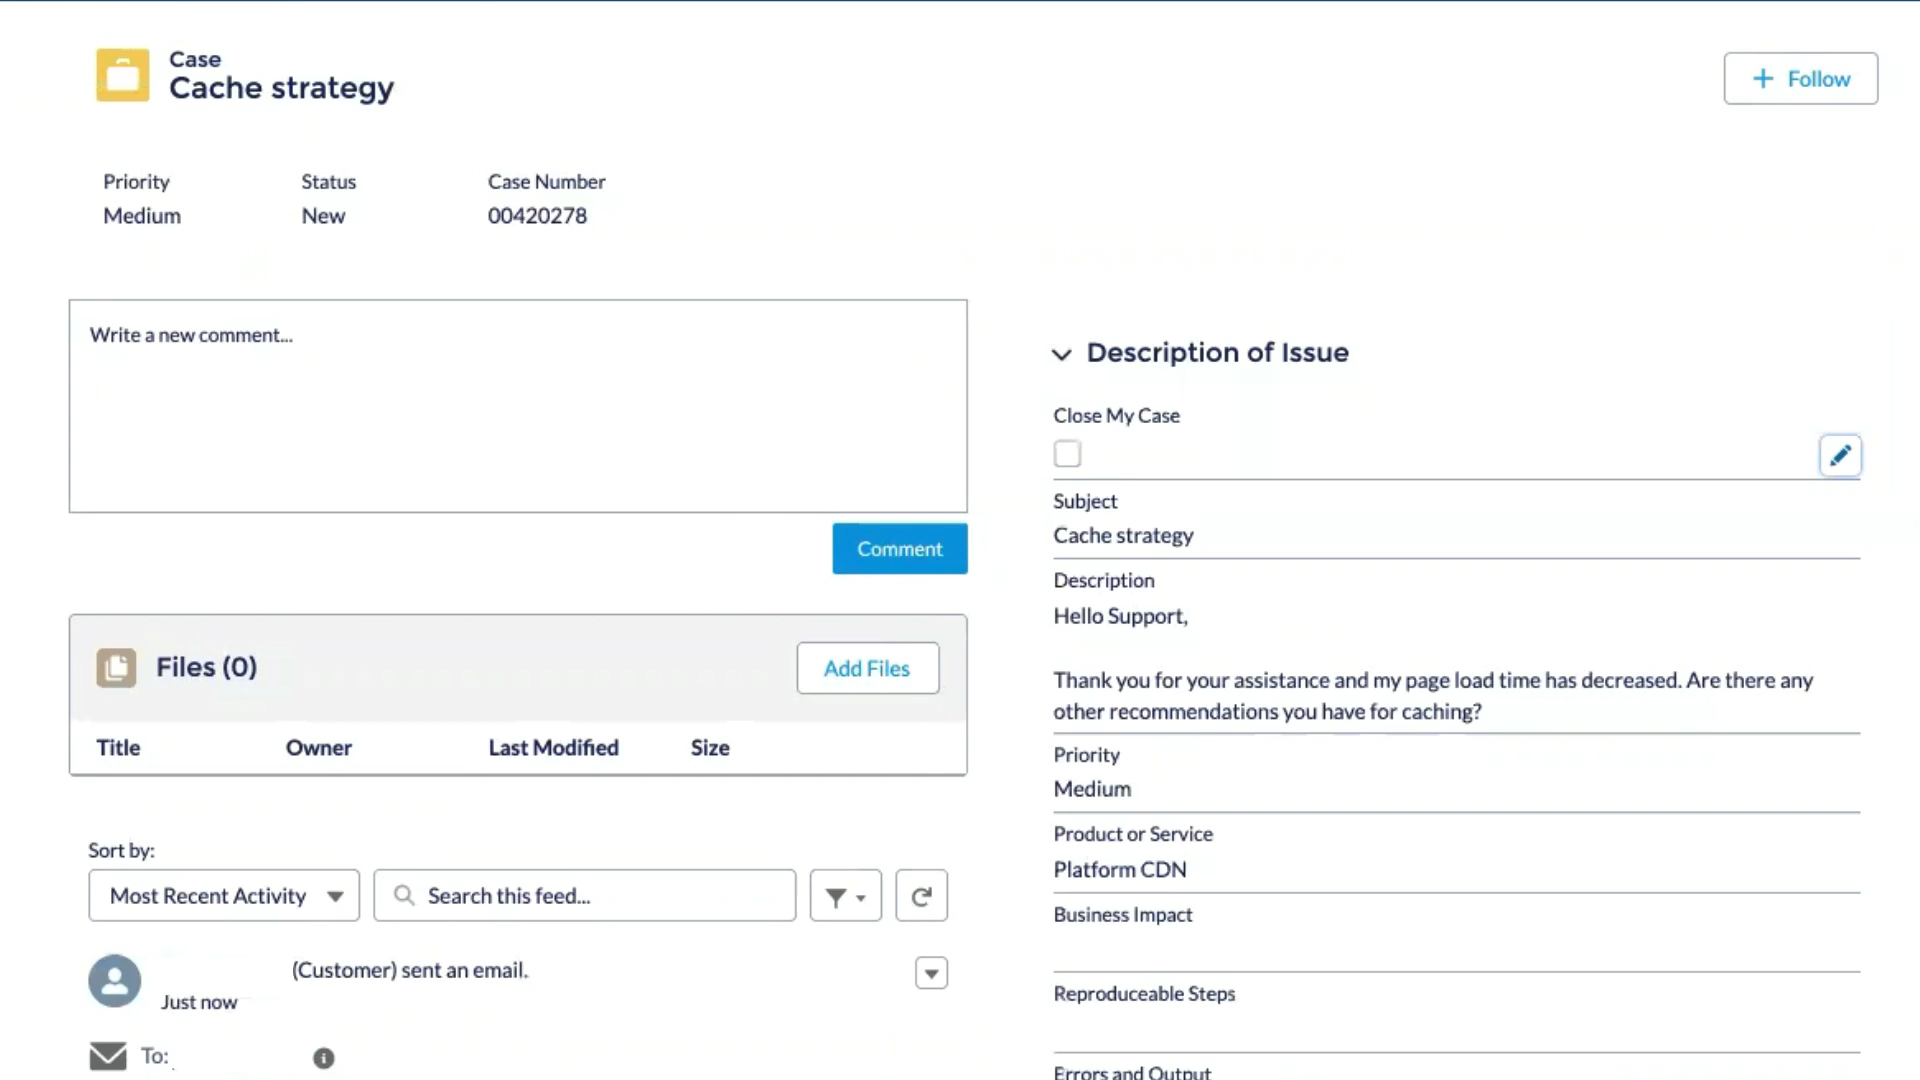 Case
Cache strategy
+ Follow
Priority
Medium
Status
New
Case Number
00420278
Write a new comment...
Comment
Files (0)
Add Files
Title Owner Last Modified Size
Sort by:
Most Recent Activity
Search this feed...
(Customer) sent an email.
Just now
To:
Description of Issue
Close My Case
Subject
Cache strategy
Description
Hello Support,
Thank you for your assistance and my page load time has decreased. Are there any
other recommendations you have for caching?
Priority
Medium
Product or Service
Platform CDN
Business Impact
Reproduceable Steps
Errors and Output